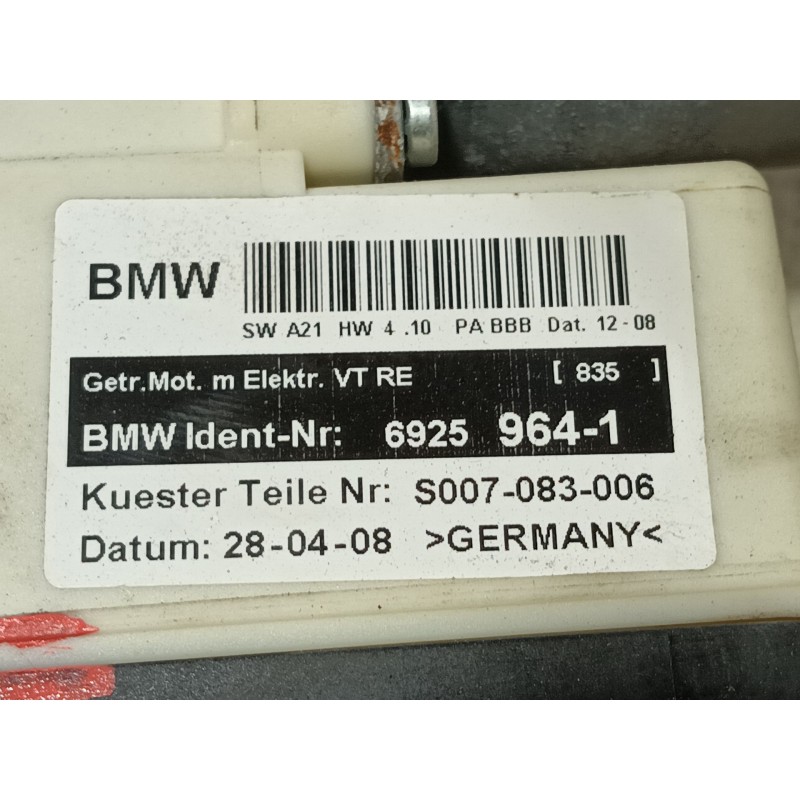 BMW
SW A21 HW 4 .10 PA BBB Dat. 12-08
Getr.Mot. m Elektr. VT RE [ 835 ]
BMW Ident-Nr: 6925 964-1
Kuester Teile Nr: S007-083-006
Datum: 28-04-08 >GERMANY<